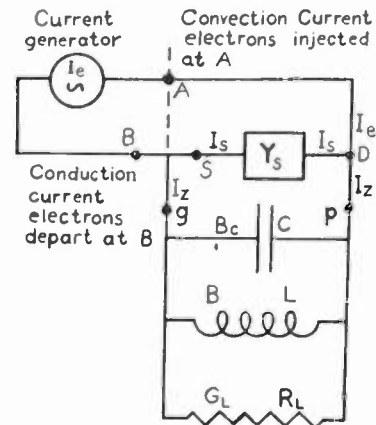 Current
generator
Convection Current
electrons injected
at A
Ie
A
B
Is
Ys
Is
Ie
D
S
Conduction
current
electrons
depart at B
Iz
Iz
g
p
Bc
C
B
L
GL
RL